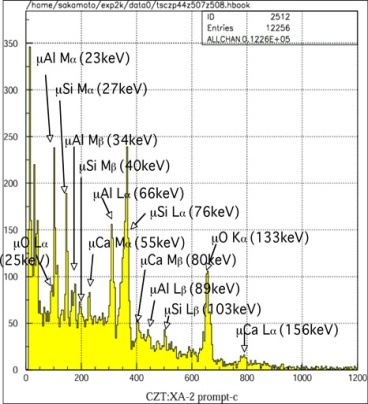 /home/sakamoto/exp2k/data0/tsczp44z507z508.hbook
ID 2512
Entries 12256
ALLCHAN 0.1226E+05
350
μAl Mα (23keV)
300
μSi Mα (27keV)
250
μAl Mβ (34keV)
μSi Mβ (40keV)
200
μAl Lα (66keV)
μSi Lα (76keV)
150
μO Lα
(25keV)
μCa Mα (55keV)
μO Kα (133keV)
μCa Mβ (80keV)
100
μAl Lβ (89keV)
μSi Lβ (103keV)
50
μCa Lα (156keV)
0
0 200 400 600 800 1000 1200
CZT:XA-2 prompt-c